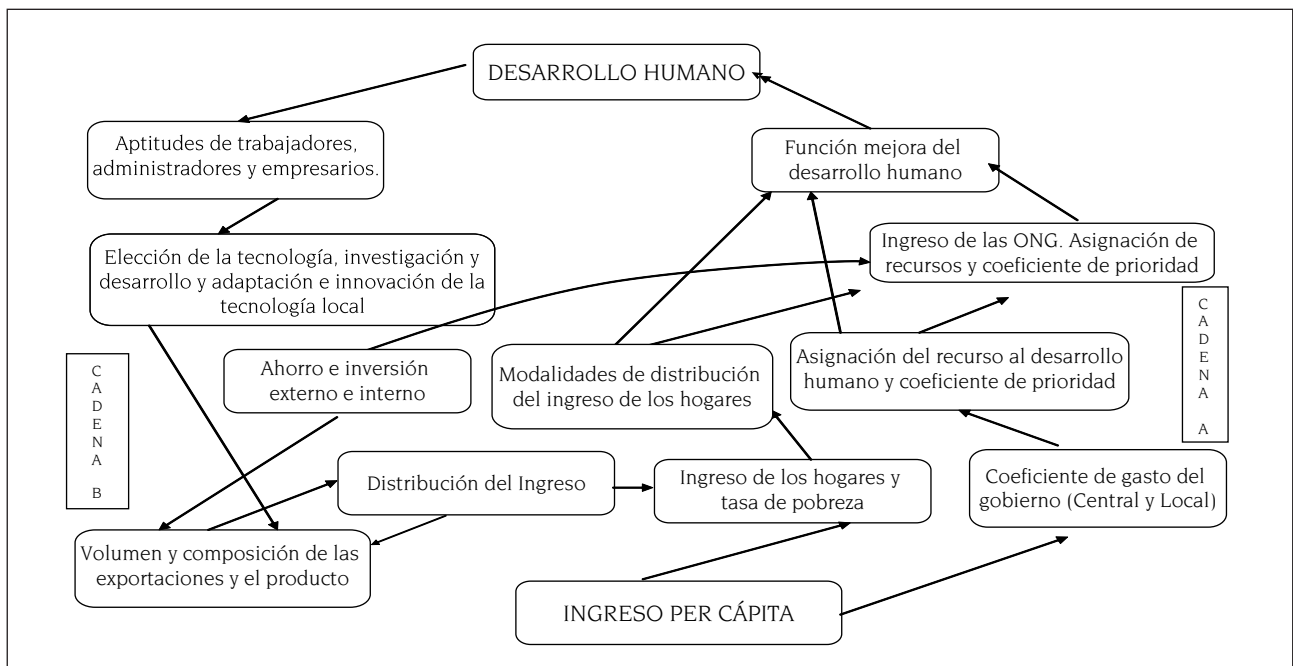 DESARROLLO HUMANO
Aptitudes de trabajadores,
administradores y empresarios.
Función mejora del
desarrollo humano
Elección de la tecnología, investigación y
desarrollo y adaptación e innovación de la
tecnología local
Ingreso de las ONG. Asignación de
recursos y coeficiente de prioridad
CADENA B
Ahorro e inversión
externo e interno
Modalidades de distribución
del ingreso de los hogares
Asignación del recurso al desarrollo
humano y coeficiente de prioridad
CADENA A
Distribución del Ingreso
Ingreso de los hogares y
tasa de pobreza
Coeficiente de gasto del
gobierno (Central y Local)
Volumen y composición de las
exportaciones y el producto
INGRESO PER CÁPITA